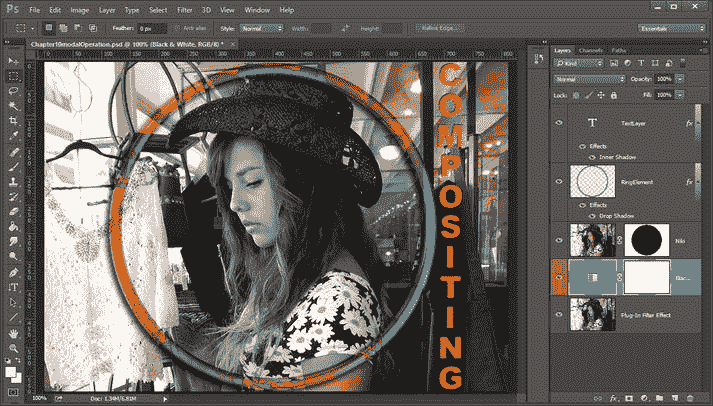 Ps File Edit Image Layer Type Select Filter 3D View Window Help
Feather: 0 px Anti-alias Style: Normal Width: Height: Refine Edge... Essentials
Chapter10modalOperation.psd @ 100% (Black & White, RGB/8) *
COMPOSITING
100% Doc: 1.34M/6.81M
Layers Channels Paths
Kind
Normal Opacity: 100%
Lock: Fill: 100%
T TextLayer
Effects
Inner Shadow
RingElement
Effects
Drop Shadow
Niki
Blac...
Plug-In Filter Effect